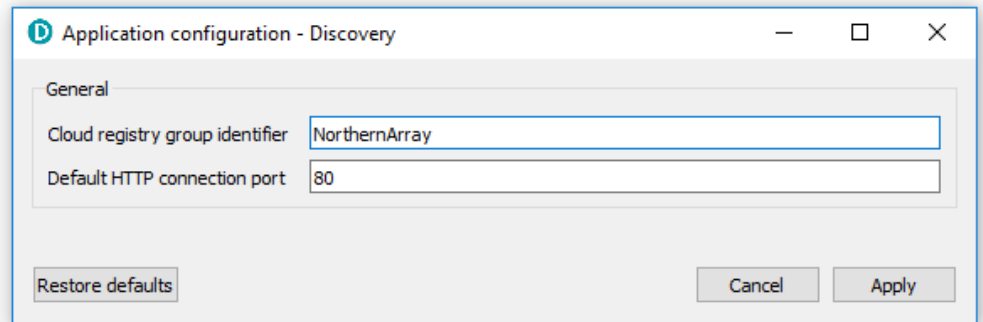 D Application configuration - Discovery
General
Cloud registry group identifier NorthernArray
Default HTTP connection port 80
Restore defaults Cancel Apply